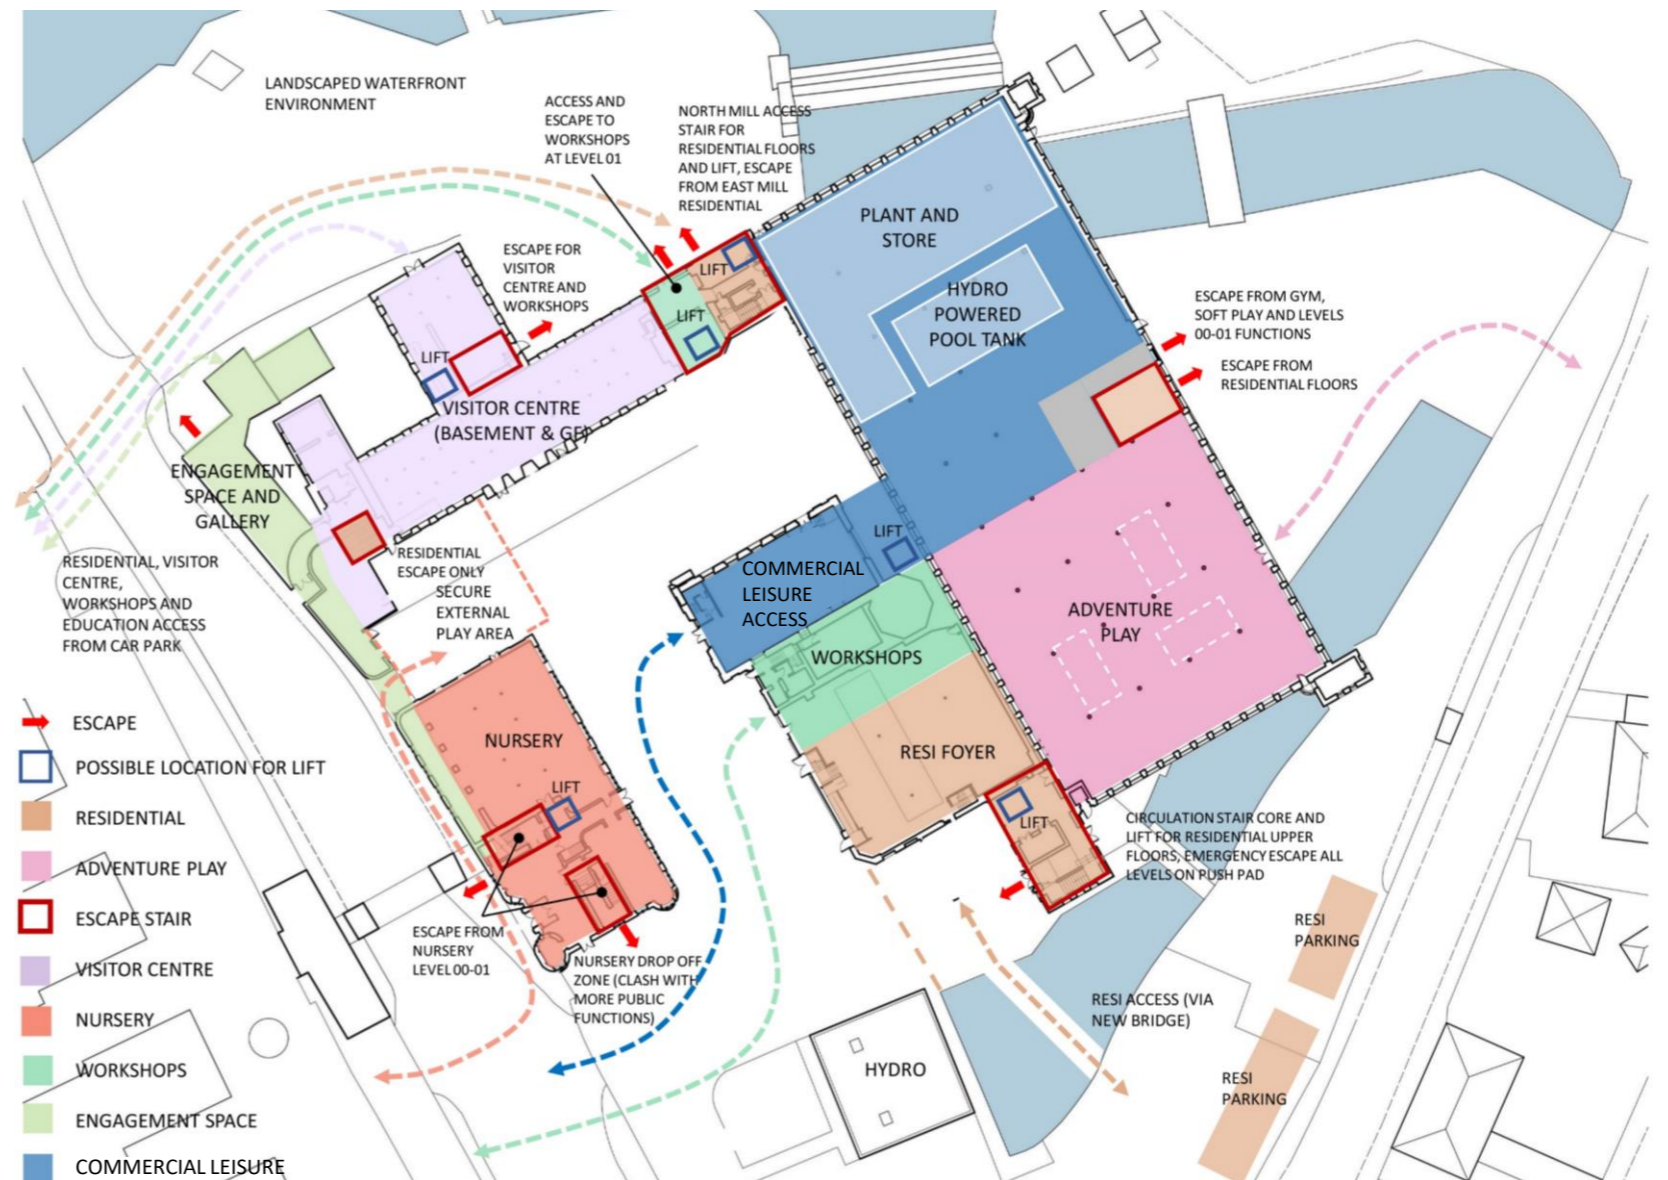 LANDSCAPED WATERFRONT
ENVIRONMENT
ACCESS AND
ESCAPE TO
WORKSHOPS
AT LEVEL 01
NORTH MILL ACCESS
STAIR FOR
RESIDENTIAL FLOORS
AND LIFT, ESCAPE
FROM EAST MILL
RESIDENTIAL
PLANT AND
STORE
ESCAPE FOR
VISITOR
CENTRE AND
WORKSHOPS
LIFT
LIFT
LIFT
HYDRO
POWERED
POOL TANK
ESCAPE FROM GYM,
SOFT PLAY AND LEVELS
00-01 FUNCTIONS
ESCAPE FROM
RESIDENTIAL FLOORS
VISITOR CENTRE
(BASEMENT & GF)
ENGAGEMENT
SPACE AND
GALLERY
RESIDENTIAL, VISITOR
CENTRE,
WORKSHOPS AND
EDUCATION ACCESS
FROM CAR PARK
RESIDENTIAL
ESCAPE ONLY
SECURE
EXTERNAL
PLAY AREA
LIFT
COMMERCIAL
LEISURE
ACCESS
ADVENTURE
PLAY
WORKSHOPS
NURSERY
RESI FOYER
LIFT
LIFT
CIRCULATION STAIR CORE AND
LIFT FOR RESIDENTIAL UPPER
FLOORS, EMERGENCY ESCAPE ALL
LEVELS ON PUSH PAD
ESCAPE FROM
NURSERY
LEVEL 00-01
NURSERY DROP OFF
ZONE (CLASH WITH
MORE PUBLIC
FUNCTIONS)
RESI
PARKING
RESI ACCESS (VIA
NEW BRIDGE)
HYDRO
RESI
PARKING
ESCAPE
POSSIBLE LOCATION FOR LIFT
RESIDENTIAL
ADVENTURE PLAY
ESCAPE STAIR
VISITOR CENTRE
NURSERY
WORKSHOPS
ENGAGEMENT SPACE
COMMERCIAL LEISURE